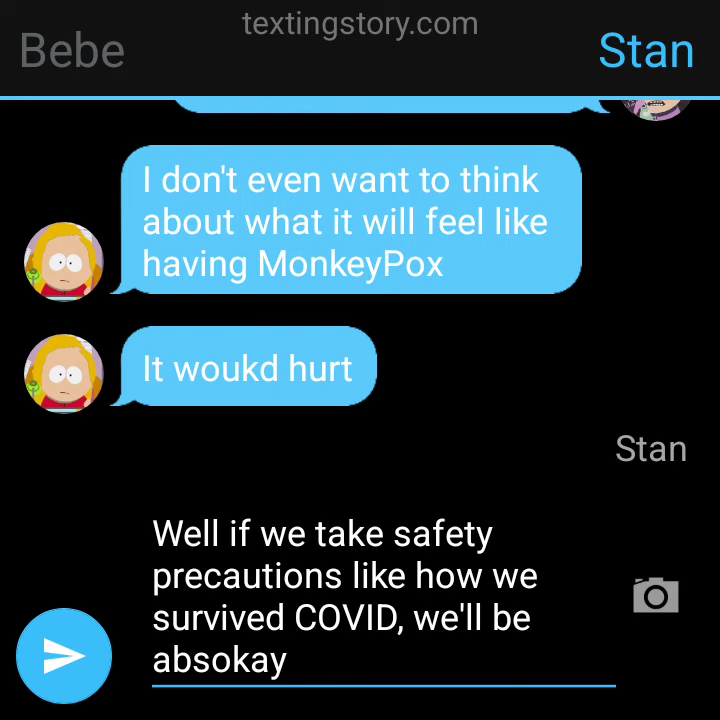 textingstory.com
Bebe
Stan
I don't even want to think
about what it will feel like
having MonkeyPox
It woukd hurt
Stan
Well if we take safety
precautions like how we
survived COVID, we'll be
absokay